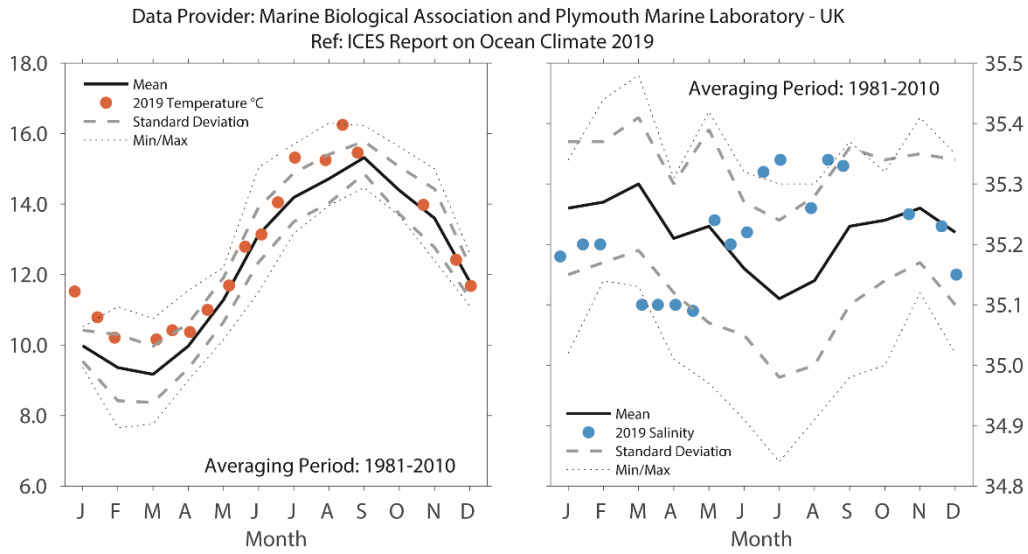 Data Provider: Marine Biological Association and Plymouth Marine Laboratory - UK
Ref: ICES Report on Ocean Climate 2019
18.0
16.0
14.0
12.0
10.0
8.0
6.0
Mean
2019 Temperature °C
Standard Deviation
Min/Max
Averaging Period: 1981-2010
J F M A M J J A S O N D
Month
Averaging Period: 1981-2010
35.5
35.4
35.3
35.2
35.1
35.0
34.9
34.8
Mean
2019 Salinity
Standard Deviation
Min/Max
J F M A M J J A S O N D
Month